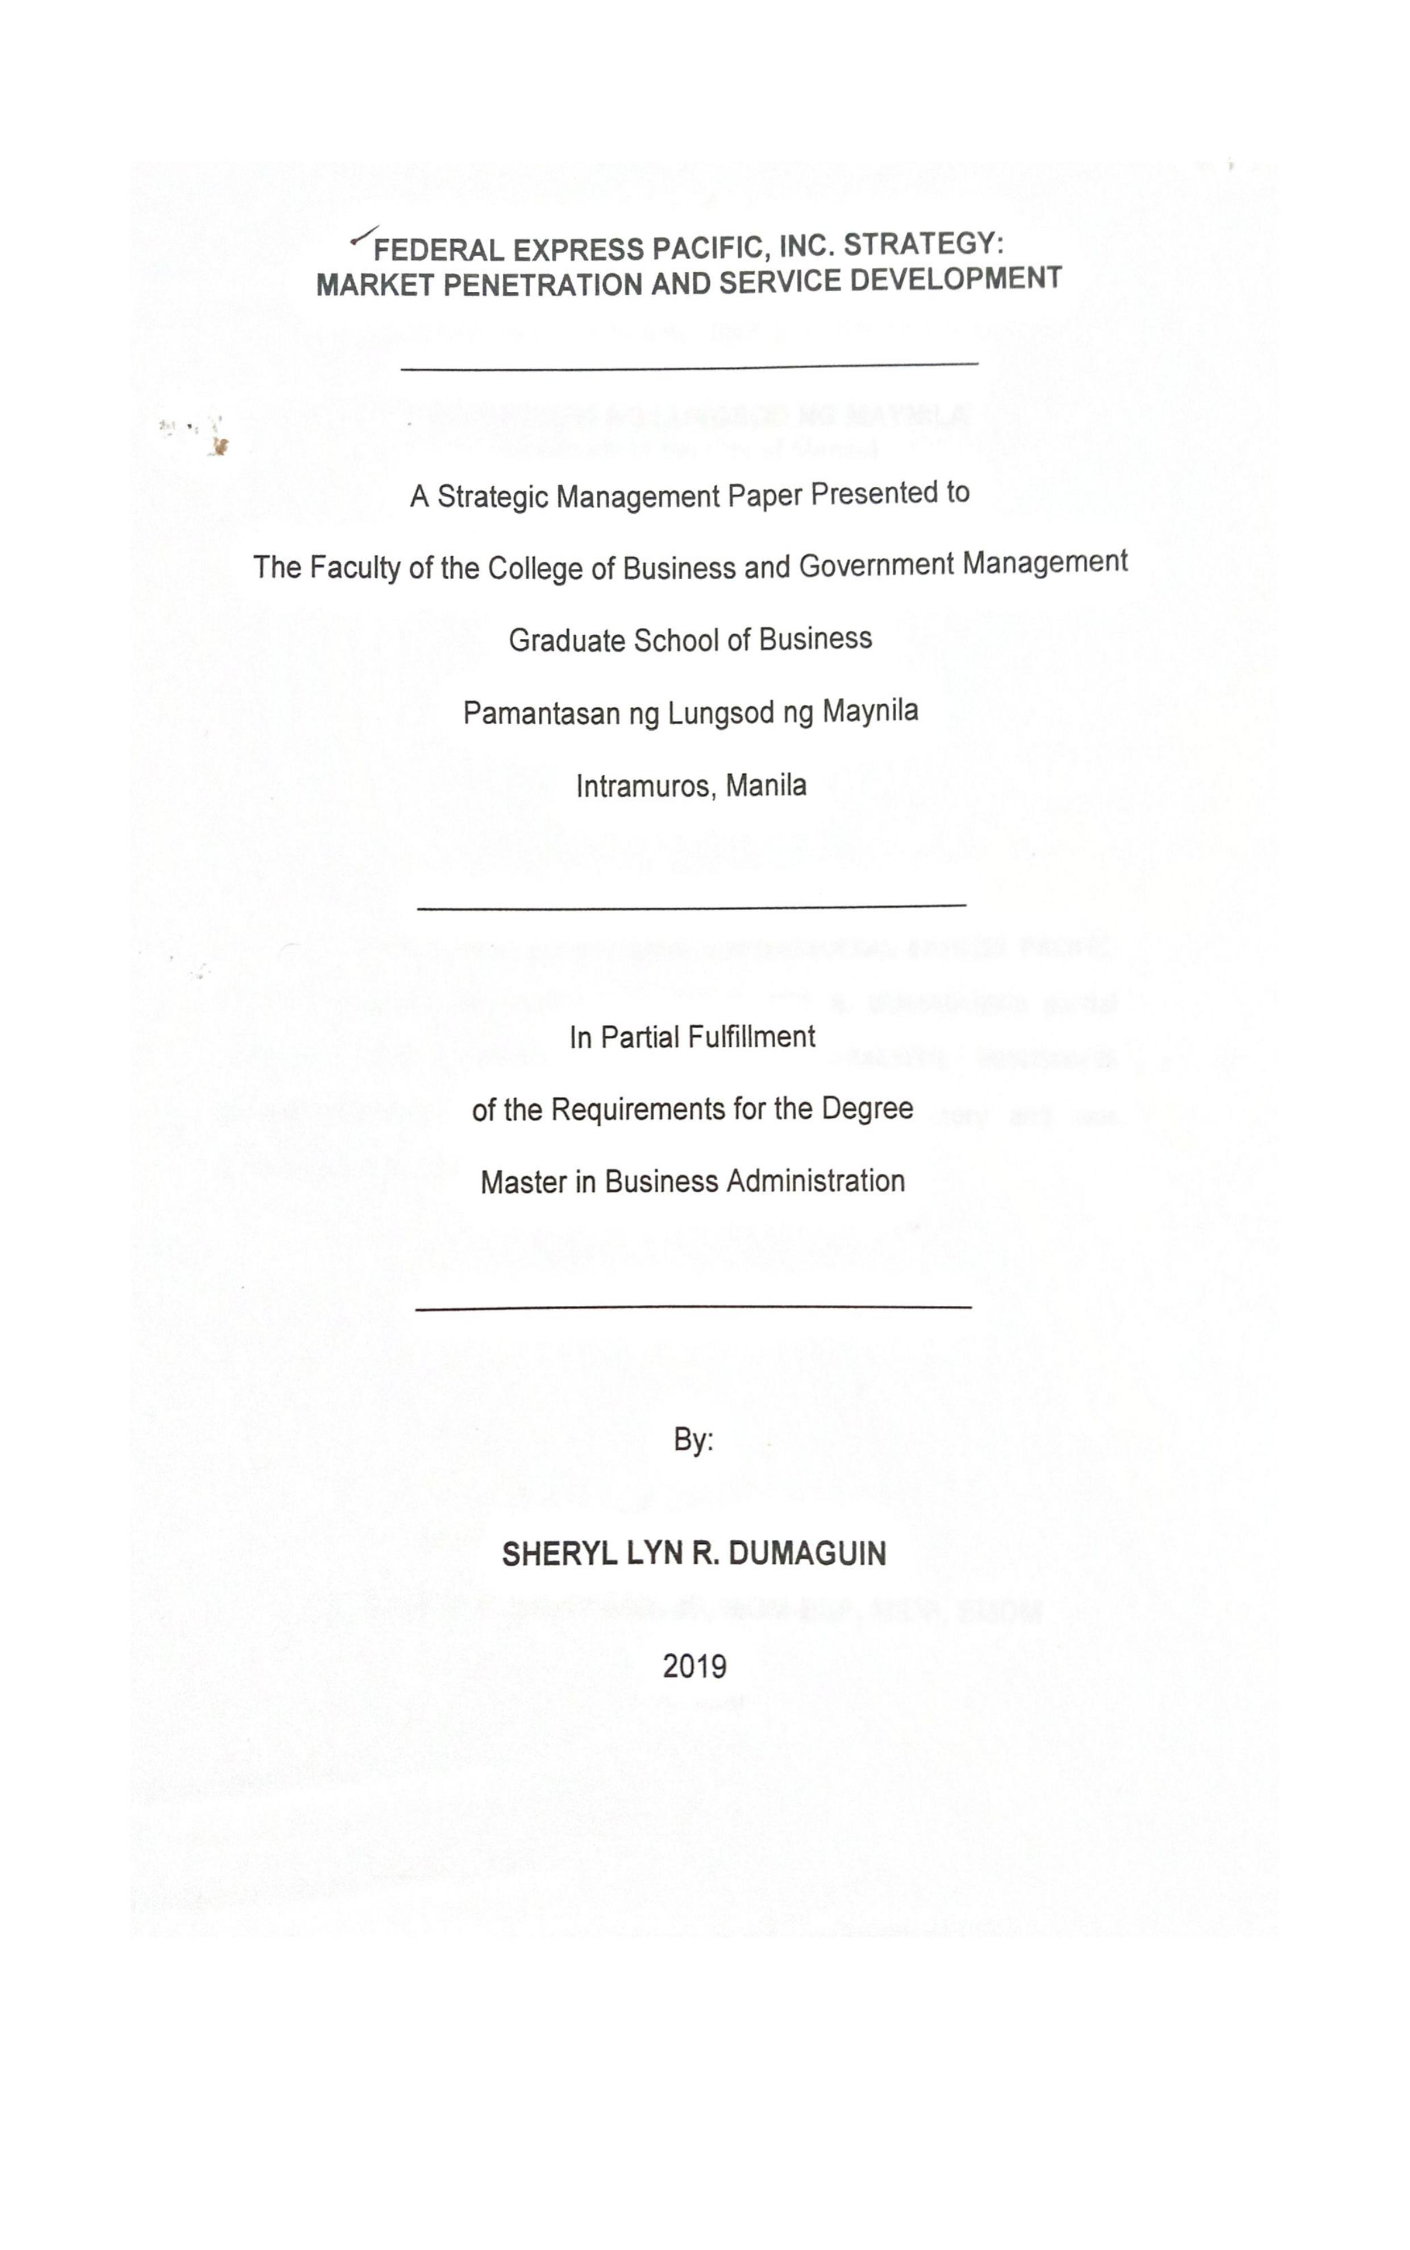 FEDERAL EXPRESS PACIFIC, INC. STRATEGY:
MARKET PENETRATION AND SERVICE DEVELOPMENT
A Strategic Management Paper Presented to
The Faculty of the College of Business and Government Management
Graduate School of Business
Pamantasan ng Lungsod ng Maynila
Intramuros, Manila
In Partial Fulfillment
of the Requirements for the Degree
Master in Business Administration
By:
SHERYL LYN R. DUMAGUIN
2019